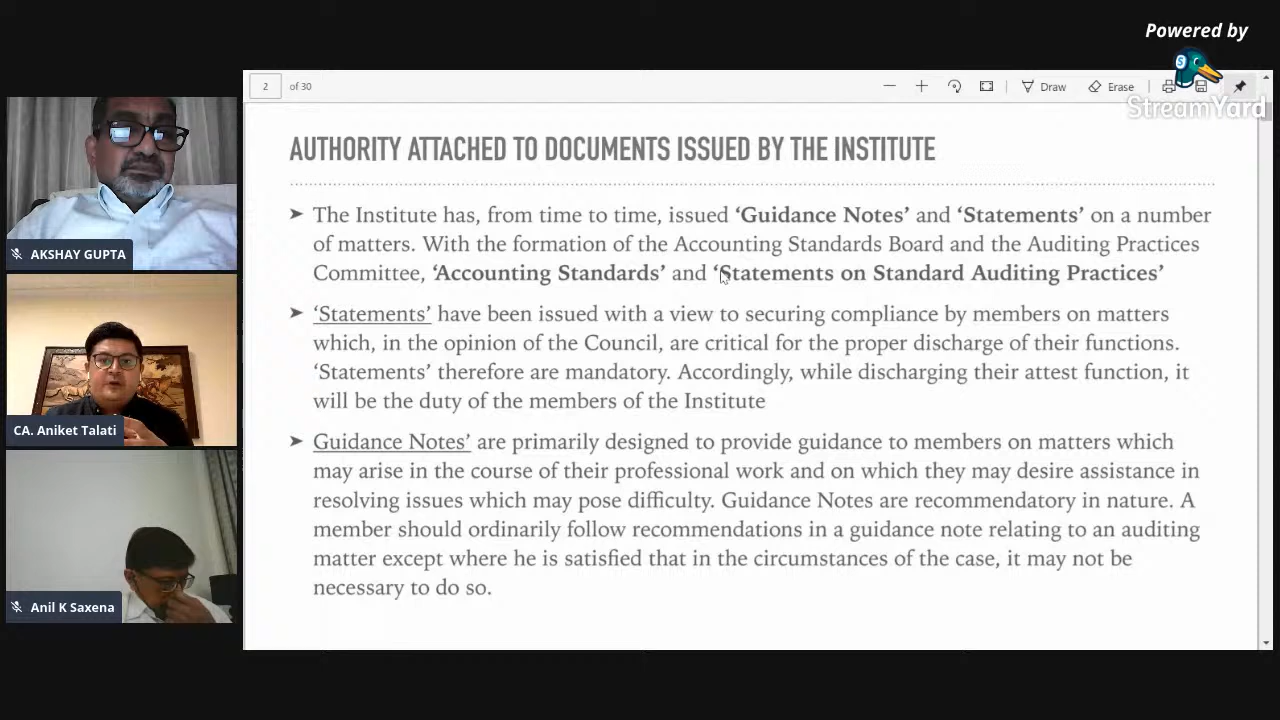 Powered by
StreamYard
2 of 30
Draw
Erase
AUTHORITY ATTACHED TO DOCUMENTS ISSUED BY THE INSTITUTE
➤ The Institute has, from time to time, issued ‘Guidance Notes’ and ‘Statements’ on a number
of matters. With the formation of the Accounting Standards Board and the Auditing Practices
Committee, ‘Accounting Standards’ and ‘Statements on Standard Auditing Practices’
➤ ‘Statements’ have been issued with a view to securing compliance by members on matters
which, in the opinion of the Council, are critical for the proper discharge of their functions.
‘Statements’ therefore are mandatory. Accordingly, while discharging their attest function, it
will be the duty of the members of the Institute
➤ Guidance Notes’ are primarily designed to provide guidance to members on matters which
may arise in the course of their professional work and on which they may desire assistance in
resolving issues which may pose difficulty. Guidance Notes are recommendatory in nature. A
member should ordinarily follow recommendations in a guidance note relating to an auditing
matter except where he is satisfied that in the circumstances of the case, it may not be
necessary to do so.
AKSHAY GUPTA
CA. Aniket Talati
Anil K Saxena